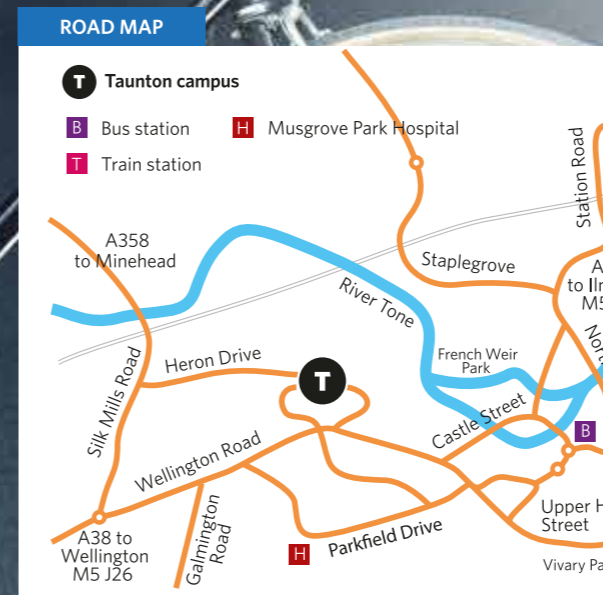 ROAD MAP
T Taunton campus
B Bus station
H Musgrove Park Hospital
T Train station
Station Road
A358
to Minehead
Staplegrove
River Tone
French Weir
Park
Heron Drive
T
Silk Mills Road
Castle Street
B
Wellington Road
A38 to
Wellington
M5 J26
Galmington
Road
H
Parkfield Drive
Upper
Street
Vivary